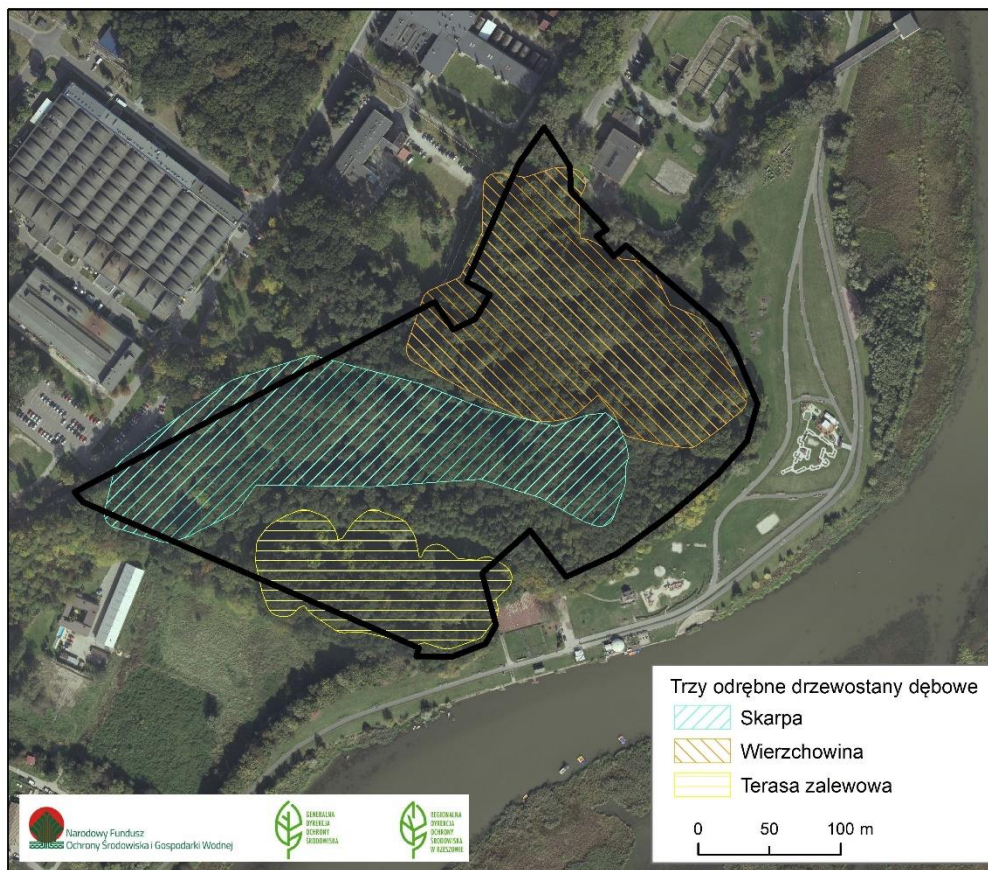 Trzy odrębne drzewostany dębowe
Skarpa
Wierzchowina
Terasa zalewowa
0 50 100 m
Narodowy Fundusz
Ochrony Środowiska i Gospodarki Wodnej
GENERALNA
DYREKCJA
OCHRONY
ŚRODOWISKA
REGIONALNA
DYREKCJA
OCHRONY
ŚRODOWISKA
W RZESZOWIE